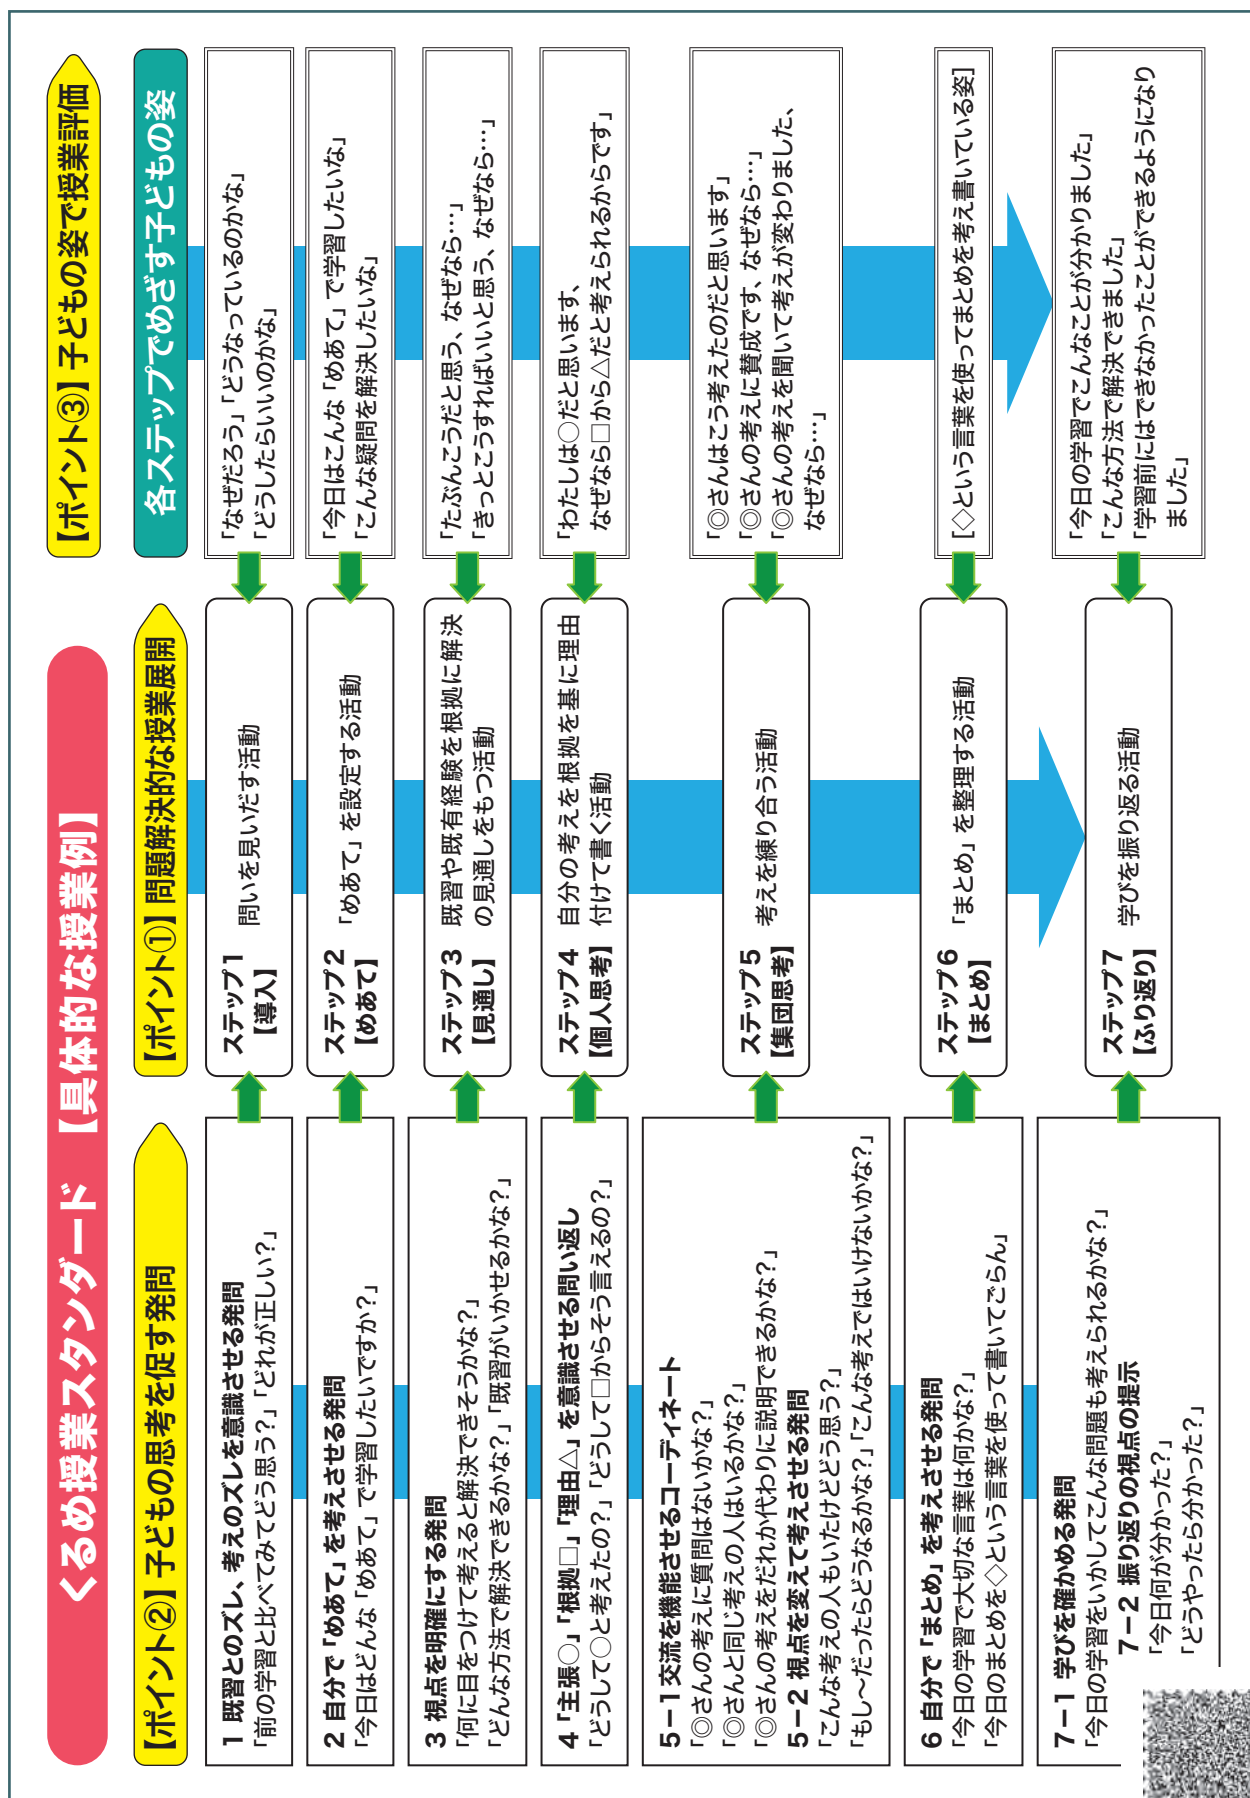 くるめ授業スタンダード　【具体的な授業例】
【ポイント②】子どもの思考を促す発問
1 既習とのズレ、考えのズレを意識させる発問
「前の学習と比べてみてどう思う？」「どれが正しい？」
2 自分で「めあて」を考えさせる発問
「今日はどんな「めあて」で学習したいですか？」
3 視点を明確にする発問
「何に目をつけて考えると解決できそうかな？」
「どんな方法で解決できるかな？」「既習がいかせるかな？」
4 「主張○」「根拠□」「理由△」を意識させる問い返し
「どうして○と考えたの？」「どうして□からそう言えるの？」
5－1 交流を機能させるコーディネート
「◎さんの考えに質問はないかな？」
「◎さんと同じ考えの人はいるかな？」
「◎さんの考えをだれか代わりに説明できるかな？」
5－2 視点を変えて考えさせる発問
「こんな考えの人もいたけどどう思う？」
「もし～だったらどうなるかな？」「こんな考えではいけないかな？」
6 自分で「まとめ」を考えさせる発問
「今日の学習で大切な言葉は何かな？」
「今日のまとめを◇という言葉を使って書いてごらん」
7－1 学びを確かめる発問
「今日の学習をいかしてこんな問題も考えられるかな？」
7－2 振り返りの視点の提示
「今日何が分かった？」
「どうやったら分かった？」
【ポイント①】問題解決的な授業展開
ステップ1
【導入】
問いを見いだす活動
ステップ2
【めあて】
「めあて」を設定する活動
ステップ3
【見通し】
既習や既有経験を根拠に解決
の見通しをもつ活動
ステップ4
【個人思考】
自分の考えを根拠を基に理由
付けて書く活動
ステップ5
【集団思考】
考えを練り合う活動
ステップ6
【まとめ】
「まとめ」を整理する活動
ステップ7
【ふり返り】
学びを振り返る活動
【ポイント③】子どもの姿で授業評価
各ステップでめざす子どもの姿
「なぜだろう」「どうなっているのかな」
「どうしたらいいのかな」
「今日はこんな「めあて」で学習したいな」
「こんな疑問を解決したいな」
「たぶんこうだと思う、なぜなら…」
「きっとこうすればいいと思う、なぜなら…」
「わたしは○だと思います、
なぜなら□から△だと考えられるからです」
「◎さんはこう考えたのだと思います」
「◎さんの考えに賛成です、なぜなら…」
「◎さんの考えを聞いて考えが変わりました、
なぜなら…」
［◇という言葉を使ってまとめを考え書いている姿］
「今日の学習でこんなことが分かりました」
「こんな方法で解決できました」
「学習前にはできなかったことができるようになり
ました」